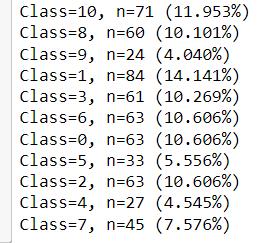 Class=10, n=71 (11.953%)
Class=8, n=60 (10.101%)
Class=9, n=24 (4.040%)
Class=1, n=84 (14.141%)
Class=3, n=61 (10.269%)
Class=6, n=63 (10.606%)
Class=0, n=63 (10.606%)
Class=5, n=33 (5.556%)
Class=2, n=63 (10.606%)
Class=4, n=27 (4.545%)
Class=7, n=45 (7.576%)